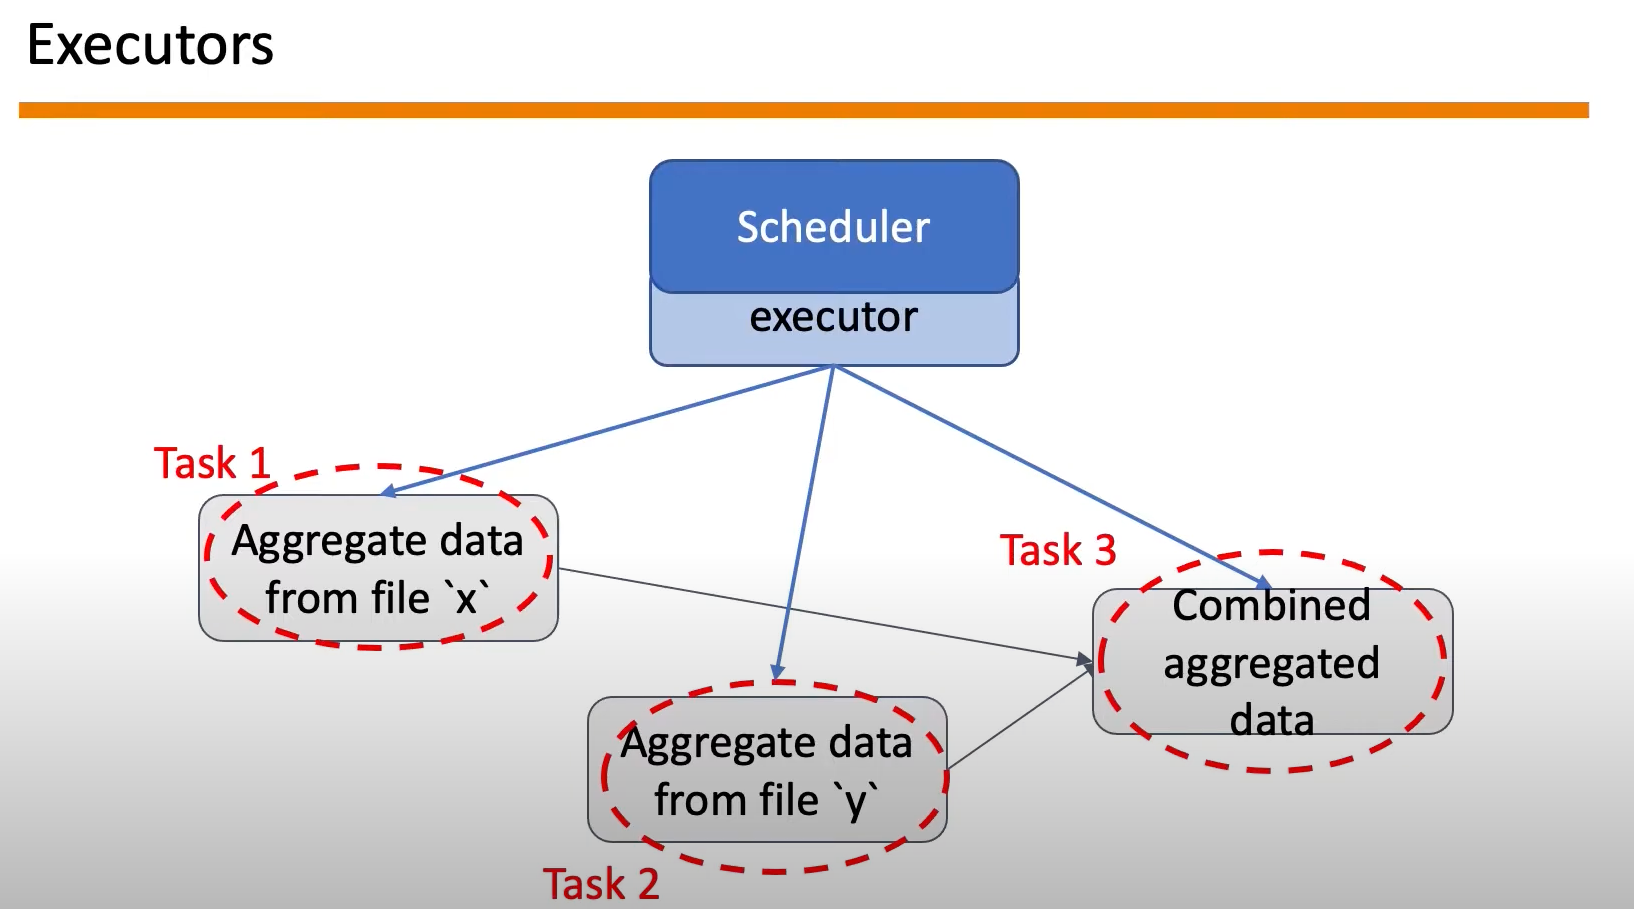 Executors
Scheduler
executor
Task 1
Aggregate data
from file `x`
Task 3
Combined
aggregated
data
Aggregate data
from file `y`
Task 2